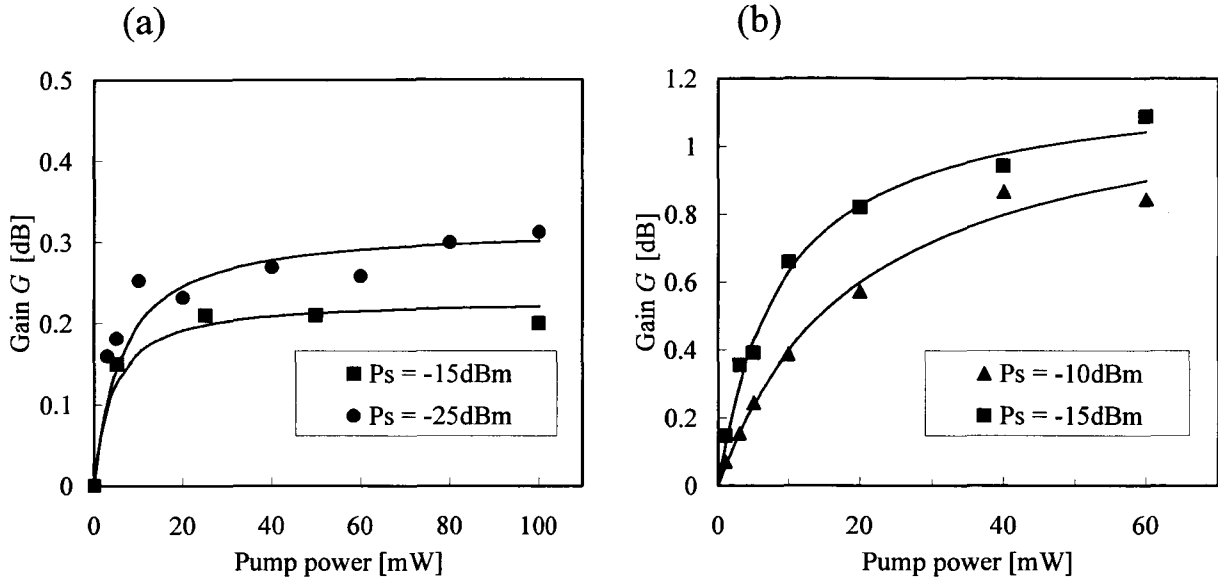 (a)
0.5
0.4
0.3
0.2
0.1
0
Gain G [dB]
Ps = -15dBm
Ps = -25dBm
0 20 40 60 80 100
Pump power [mW]
(b)
1.2
1
0.8
0.6
0.4
0.2
0
Gain G [dB]
Ps = -10dBm
Ps = -15dBm
0 20 40 60
Pump power [mW]